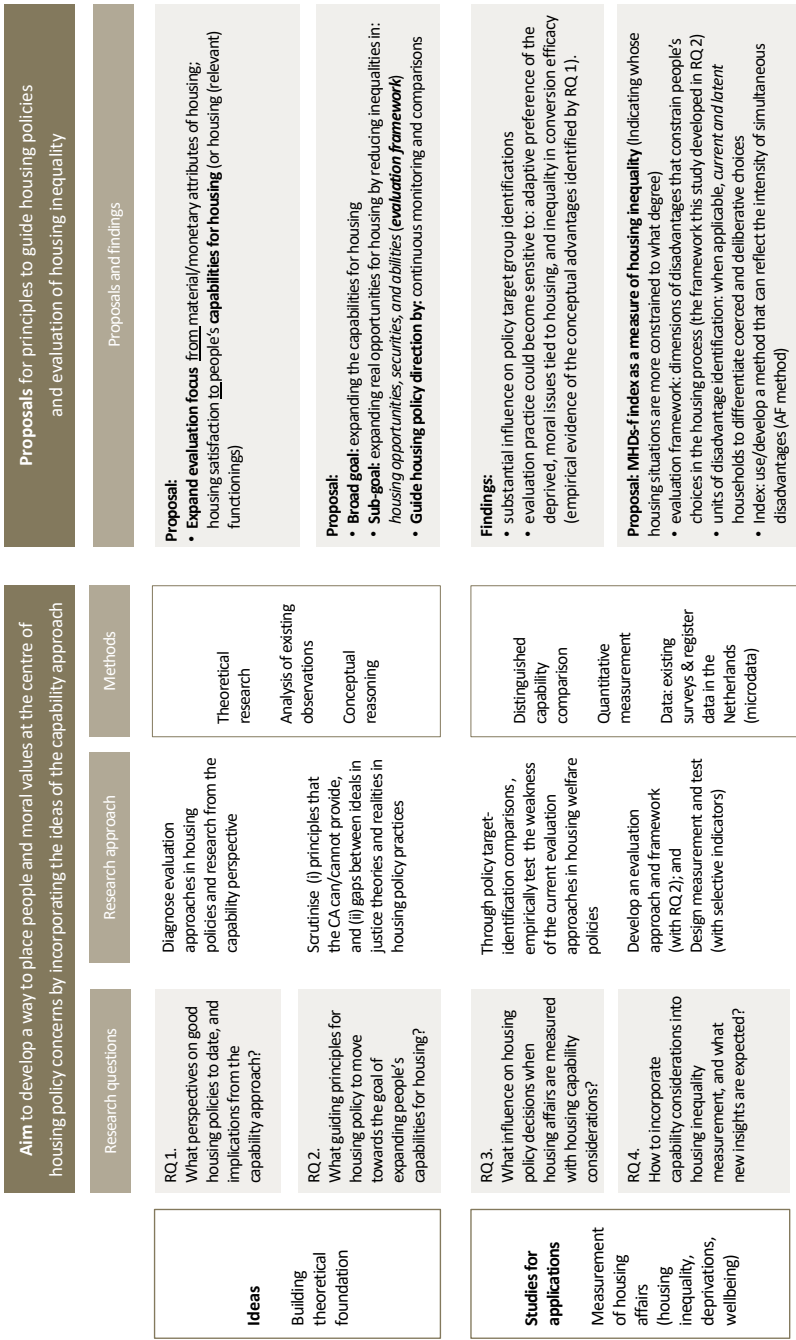 Aim to develop a way to place people and moral values at the centre of
housing policy concerns by incorporating the ideas of the capability approach
Proposals for principles to guide housing policies
and evaluation of housing inequality
Research questions
Research approach
Methods
Proposals and findings
Ideas
Building
theoretical
foundation
RQ 1.
What perspectives on good
housing policies to date, and
implications from the
capability approach?
Diagnose evaluation
approaches in housing
policies and research from the
capability perspective
Theoretical
research
Analysis of existing
observations
Conceptual
reasoning
Proposal:
• Expand evaluation focus from material/monetary attributes of housing;
housing satisfaction to people's capabilities for housing (or housing (relevant)
functionings)
RQ 2.
What guiding principles for
housing policy to move
towards the goal of
expanding people's
capabilities for housing?
Scrutinise (i) principles that
the CA can/cannot provide,
and (ii) gaps between ideals in
justice theories and realities in
housing policy practices
Proposal:
• Broad goal: expanding the capabilities for housing
• Sub-goal: expanding real opportunities for housing by reducing inequalities in:
housing opportunities, securities, and abilities (evaluation framework)
• Guide housing policy direction by: continuous monitoring and comparisons
Studies for
applications
Measurement
of housing
affairs
(housing
inequality,
deprivations,
wellbeing)
RQ 3.
What influence on housing
policy decisions when
housing affairs are measured
with housing capability
considerations?
Through policy target-
identification comparisons ,
empirically test the weakness
of the current evaluation
approaches in housing welfare
policies
Distinguished
capability
comparison
Quantitative
measurement
Data: existing
surveys & register
data in the
Netherlands
(microdata)
Findings:
• substantial influence on policy target group identifications
• evaluation practice could become sensitive to: adaptive preference of the
deprived, moral issues tied to housing, and inequality in conversion efficacy
(empirical evidence of the conceptual advantages identified by RQ 1).
RQ 4.
How to incorporate
capability considerations into
housing inequality
measurement, and what
new insights are expected?
Develop an evaluation
approach and framework
(with RQ 2); and
Design measurement and test
(with selective indicators)
Proposal: MHDs-f index as a measure of housing inequality (Indicating whose
housing situations are more constrained to what degree)
• evaluation framework: dimensions of disadvantages that constrain people's
choices in the housing process (the framework this study developed in RQ 2)
• units of disadvantage identification: when applicable, current and latent
households to differentiate coerced and deliberative choices
• Index: use/develop a method that can reflect the intensity of simultaneous
disadvantages (AF method)